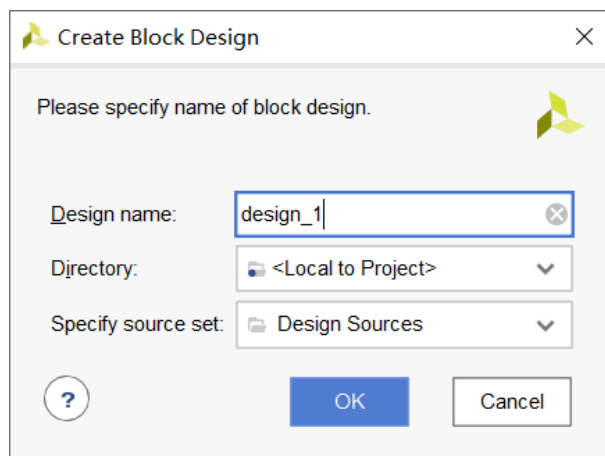 Create Block Design
Please specify name of block design.
Design name: design_1
Directory: <Local to Project>
Specify source set: Design Sources
? OK Cancel